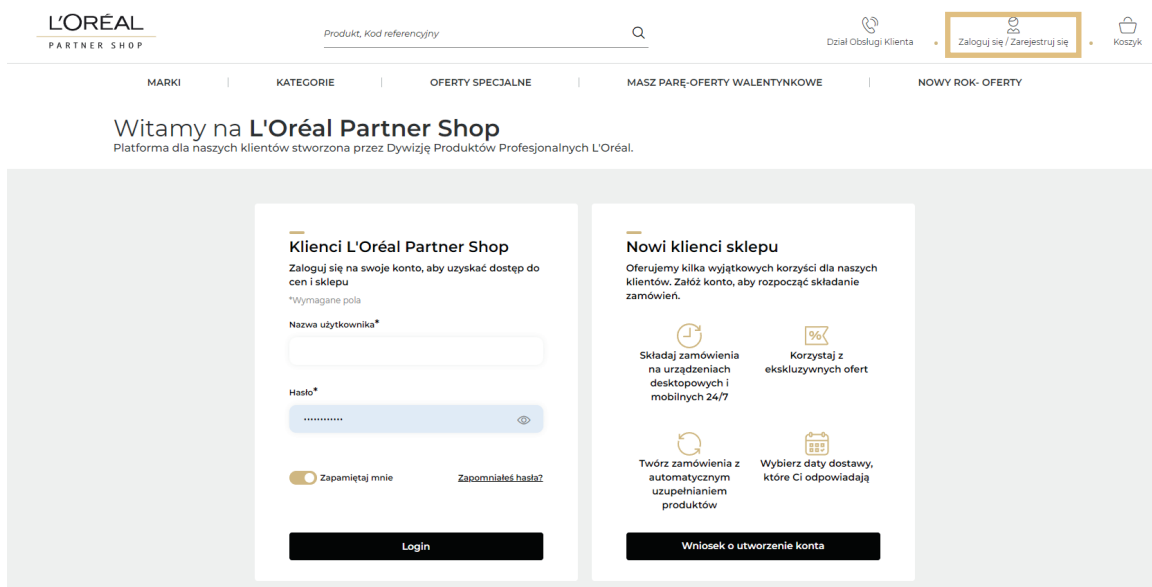 L'ORÉAL
PARTNER SHOP
Produkt, Kod referencyjny
Dział Obsługi Klienta
Zaloguj się / Zarejestruj się
Koszyk
MARKI
KATEGORIE
OFERTY SPECJALNE
MASZ PARĘ-OFERTY WALENTYNKOWE
NOWY ROK- OFERTY
Witamy na L'Oréal Partner Shop
Platforma dla naszych klientów stworzona przez Dywizję Produktów Profesjonalnych L'Oréal.
Klienci L'Oréal Partner Shop
Zaloguj się na swoje konto, aby uzyskać dostęp do
cen i sklepu
*Wymagane pola
Nazwa użytkownika*
Hasło*
••••••••••••
Zapamiętaj mnie
Zapomniałeś hasła?
Login
Nowi klienci sklepu
Oferujemy kilka wyjątkowych korzyści dla naszych
klientów. Załóż konto, aby rozpocząć składanie
zamówień.
Składaj zamówienia
na urządzeniach
desktopowych i
mobilnych 24/7
%
Korzystaj z
ekskluzywnych ofert
Twórz zamówienia z
automatycznym
uzupełnianiem
produktów
Wybierz daty dostawy,
które Ci odpowiadają
Wniosek o utworzenie konta